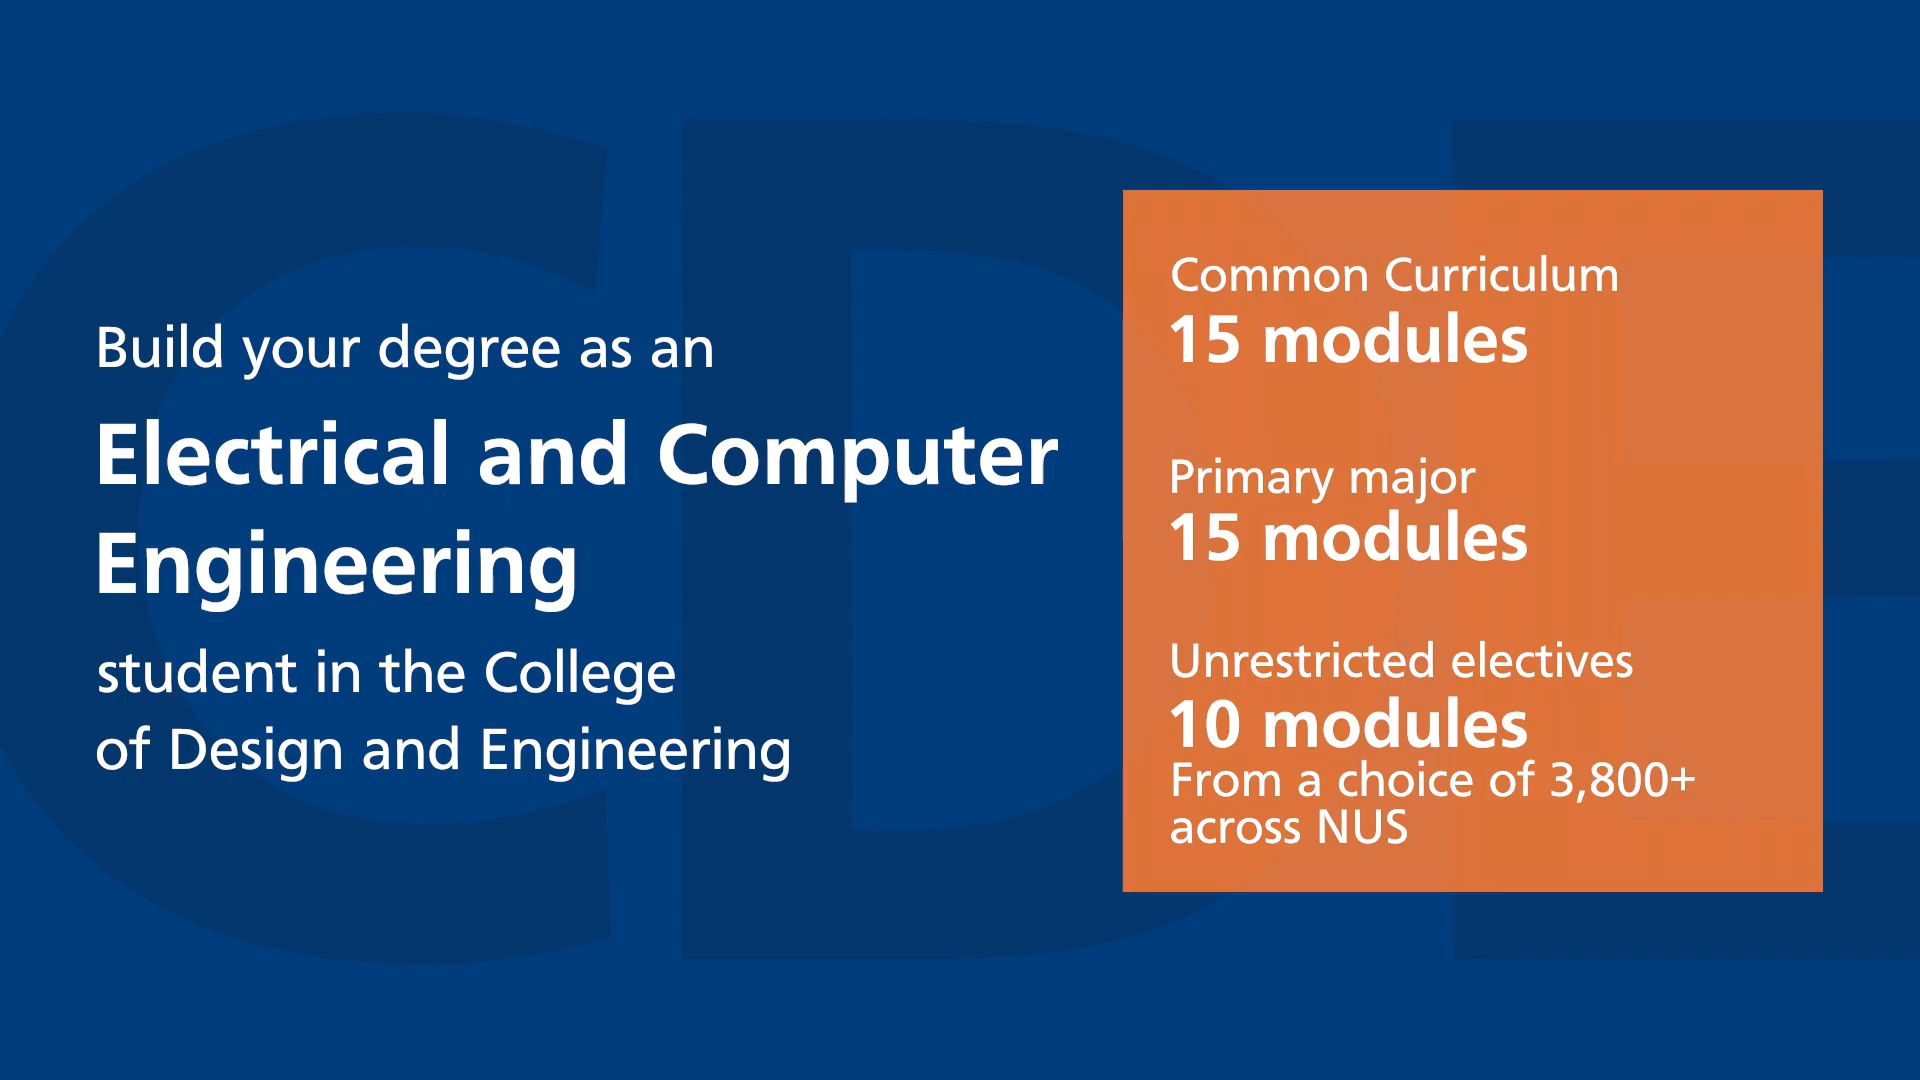 Build your degree as an
Electrical and Computer
Engineering
student in the College
of Design and Engineering
Common Curriculum
15 modules
Primary major
15 modules
Unrestricted electives
10 modules
From a choice of 3,800+
across NUS
CDE